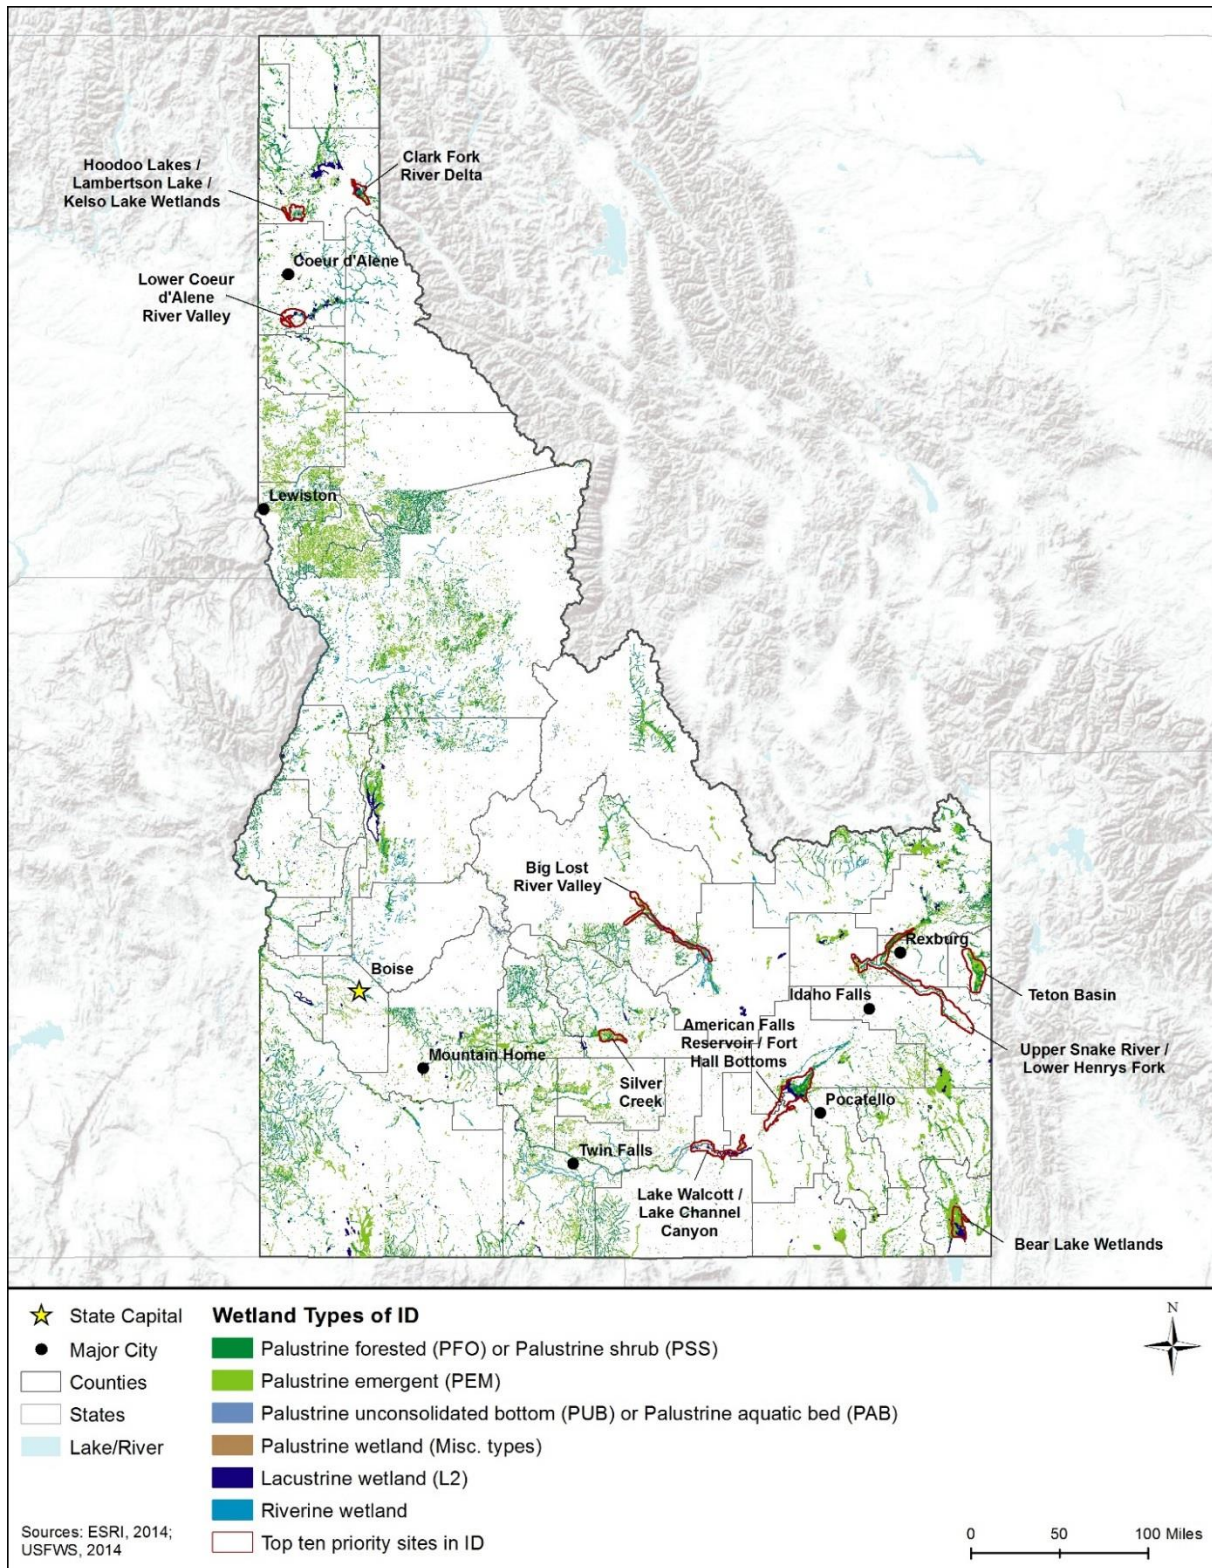 Hoodoo Lakes /
Lambertson Lake /
Kelso Lake Wetlands
Clark Fork
River Delta
Coeur d'Alene
Lower Coeur
d'Alene
River Valley
Lewiston
Big Lost
River Valley
Rexburg
Boise
Teton Basin
Idaho Falls
American Falls
Reservoir / Fort
Hall Bottoms
Upper Snake River /
Lower Henrys Fork
Mountain Home
Silver
Creek
Pocatello
Twin Falls
Lake Walcott /
Lake Channel
Canyon
Bear Lake Wetlands
State Capital
Major City
Counties
States
Lake/River
Sources: ESRI, 2014;
USFWS, 2014
Wetland Types of ID
Palustrine forested (PFO) or Palustrine shrub (PSS)
Palustrine emergent (PEM)
Palustrine unconsolidated bottom (PUB) or Palustrine aquatic bed (PAB)
Palustrine wetland (Misc. types)
Lacustrine wetland (L2)
Riverine wetland
Top ten priority sites in ID
N
0 50 100 Miles